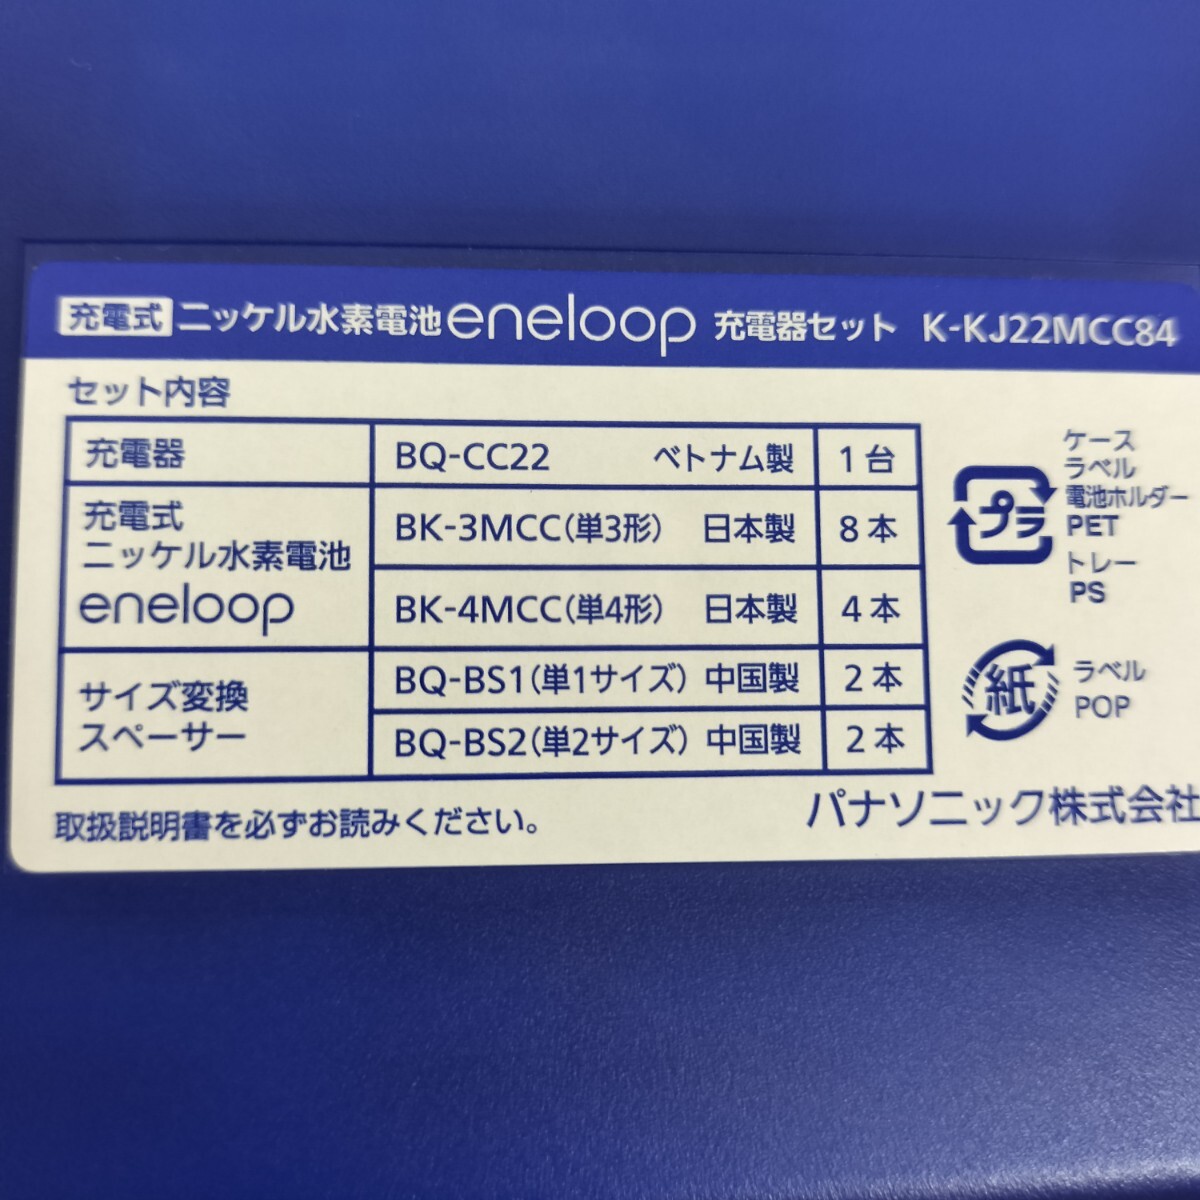 充電式 ニッケル水素電池 eneloop 充電器セット K-KJ22MCC84
セット内容
充電器 BQ-CC22 ベトナム製 1台
充電式
ニッケル水素電池
eneloop
BK-3MCC(単3形) 日本製 8本
BK-4MCC(単4形) 日本製 4本
サイズ変換
スペーサー
BQ-BS1(単1サイズ) 中国製 2本
BQ-BS2(単2サイズ) 中国製 2本
プラ
ケース
ラベル
電池ホルダー
PET
トレー
PS
紙
ラベル
POP
取扱説明書を必ずお読みください。
パナソニック株式会社